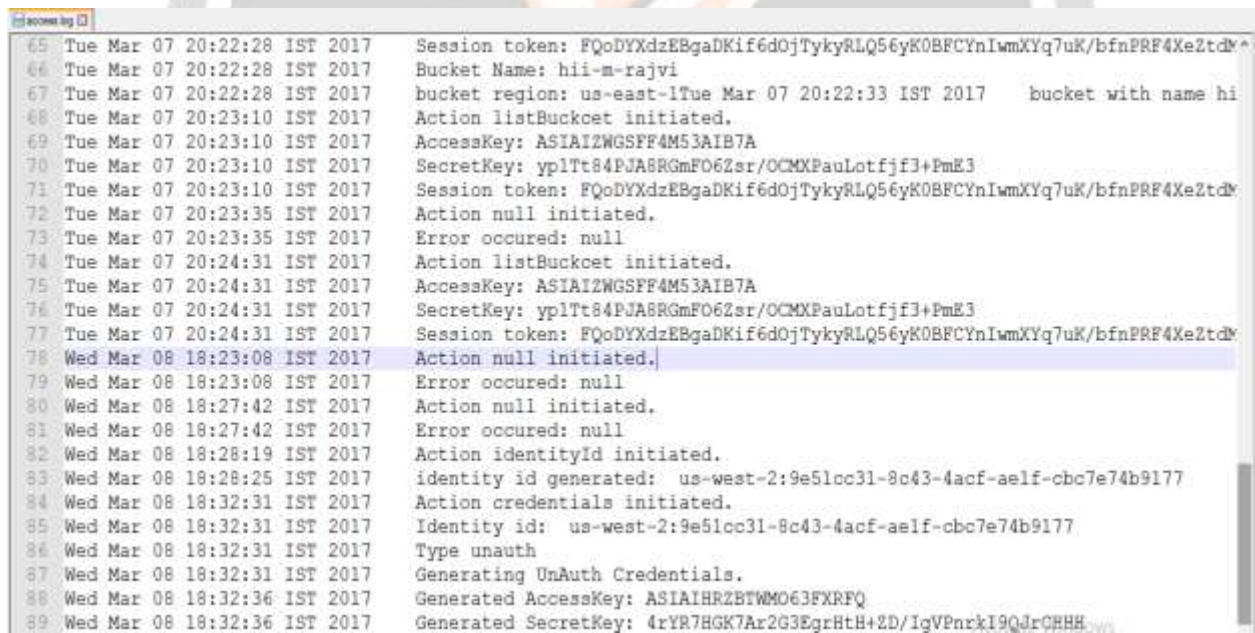 access.log
65 Tue Mar 07 20:22:28 IST 2017 Session token: FQoDYXdzEBgaDKif6dOjTykyRLQ56yK0BFCYnIwmXYq7uK/bfnPRF4XeZtdM
66 Tue Mar 07 20:22:28 IST 2017 Bucket Name: hii-m-rajvi
67 Tue Mar 07 20:22:28 IST 2017 bucket region: us-east-1Tue Mar 07 20:22:33 IST 2017 bucket with name hi
68 Tue Mar 07 20:23:10 IST 2017 Action listBuckcet initiated.
69 Tue Mar 07 20:23:10 IST 2017 AccessKey: ASIAIZWGSFF4M53AIB7A
70 Tue Mar 07 20:23:10 IST 2017 SecretKey: yplTt84PJA8RGmFO6Zsr/OCMXPauLotfjf3+PmE3
71 Tue Mar 07 20:23:10 IST 2017 Session token: FQoDYXdzEBgaDKif6dOjTykyRLQ56yK0BFCYnIwmXYq7uK/bfnPRF4XeZtdM
72 Tue Mar 07 20:23:35 IST 2017 Action null initiated.
73 Tue Mar 07 20:23:35 IST 2017 Error occured: null
74 Tue Mar 07 20:24:31 IST 2017 Action listBuckcet initiated.
75 Tue Mar 07 20:24:31 IST 2017 AccessKey: ASIAIZWGSFF4M53AIB7A
76 Tue Mar 07 20:24:31 IST 2017 SecretKey: yplTt84PJA8RGmFO6Zsr/OCMXPauLotfjf3+PmE3
77 Tue Mar 07 20:24:31 IST 2017 Session token: FQoDYXdzEBgaDKif6dOjTykyRLQ56yK0BFCYnIwmXYq7uK/bfnPRF4XeZtdM
78 Wed Mar 08 18:23:08 IST 2017 Action null initiated.
79 Wed Mar 08 18:23:08 IST 2017 Error occured: null
80 Wed Mar 08 18:27:42 IST 2017 Action null initiated.
81 Wed Mar 08 18:27:42 IST 2017 Error occured: null
82 Wed Mar 08 18:28:19 IST 2017 Action identityId initiated.
83 Wed Mar 08 18:28:25 IST 2017 identity id generated: us-west-2:9e51cc31-8c43-4acf-ae1f-cbc7e74b9177
84 Wed Mar 08 18:32:31 IST 2017 Action credentials initiated.
85 Wed Mar 08 18:32:31 IST 2017 Identity id: us-west-2:9e51cc31-8c43-4acf-ae1f-cbc7e74b9177
86 Wed Mar 08 18:32:31 IST 2017 Type unauth
87 Wed Mar 08 18:32:31 IST 2017 Generating UnAuth Credentials.
88 Wed Mar 08 18:32:36 IST 2017 Generated AccessKey: ASIAIHRZBTWMO63FXRFQ
89 Wed Mar 08 18:32:36 IST 2017 Generated SecretKey: 4rYR7HGK7Ar2G3EgrHtH+ZD/IgVPnrkI9QJrCHHH